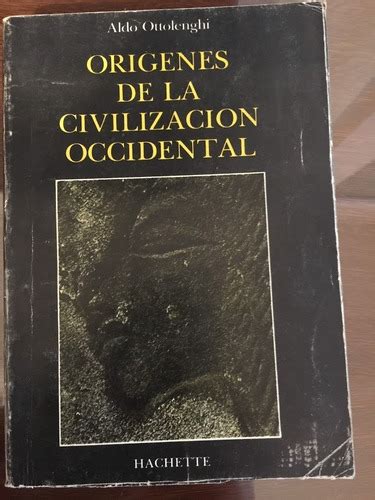 Aldo Ottolenghi
ORIGENES
DE LA
CIVILIZACION
OCCIDENTAL
HACHETTE